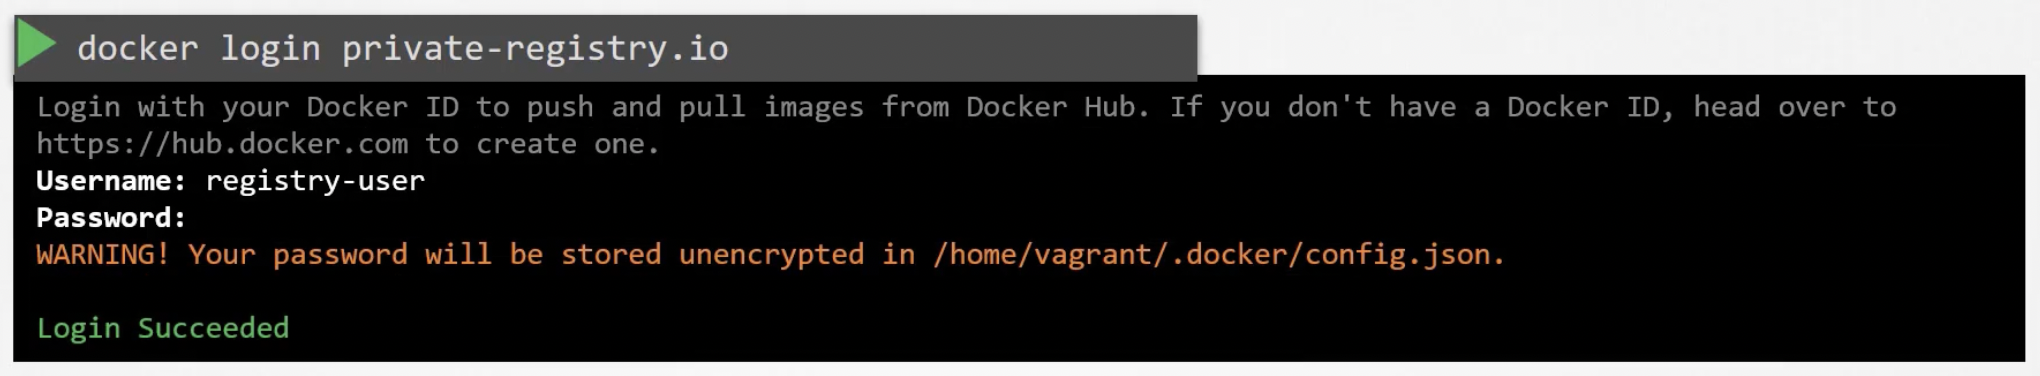 docker login private-registry.io
Login with your Docker ID to push and pull images from Docker Hub. If you don't have a Docker ID, head over to
https://hub.docker.com to create one.
Username: registry-user
Password:
WARNING! Your password will be stored unencrypted in /home/vagrant/.docker/config.json.
Login Succeeded